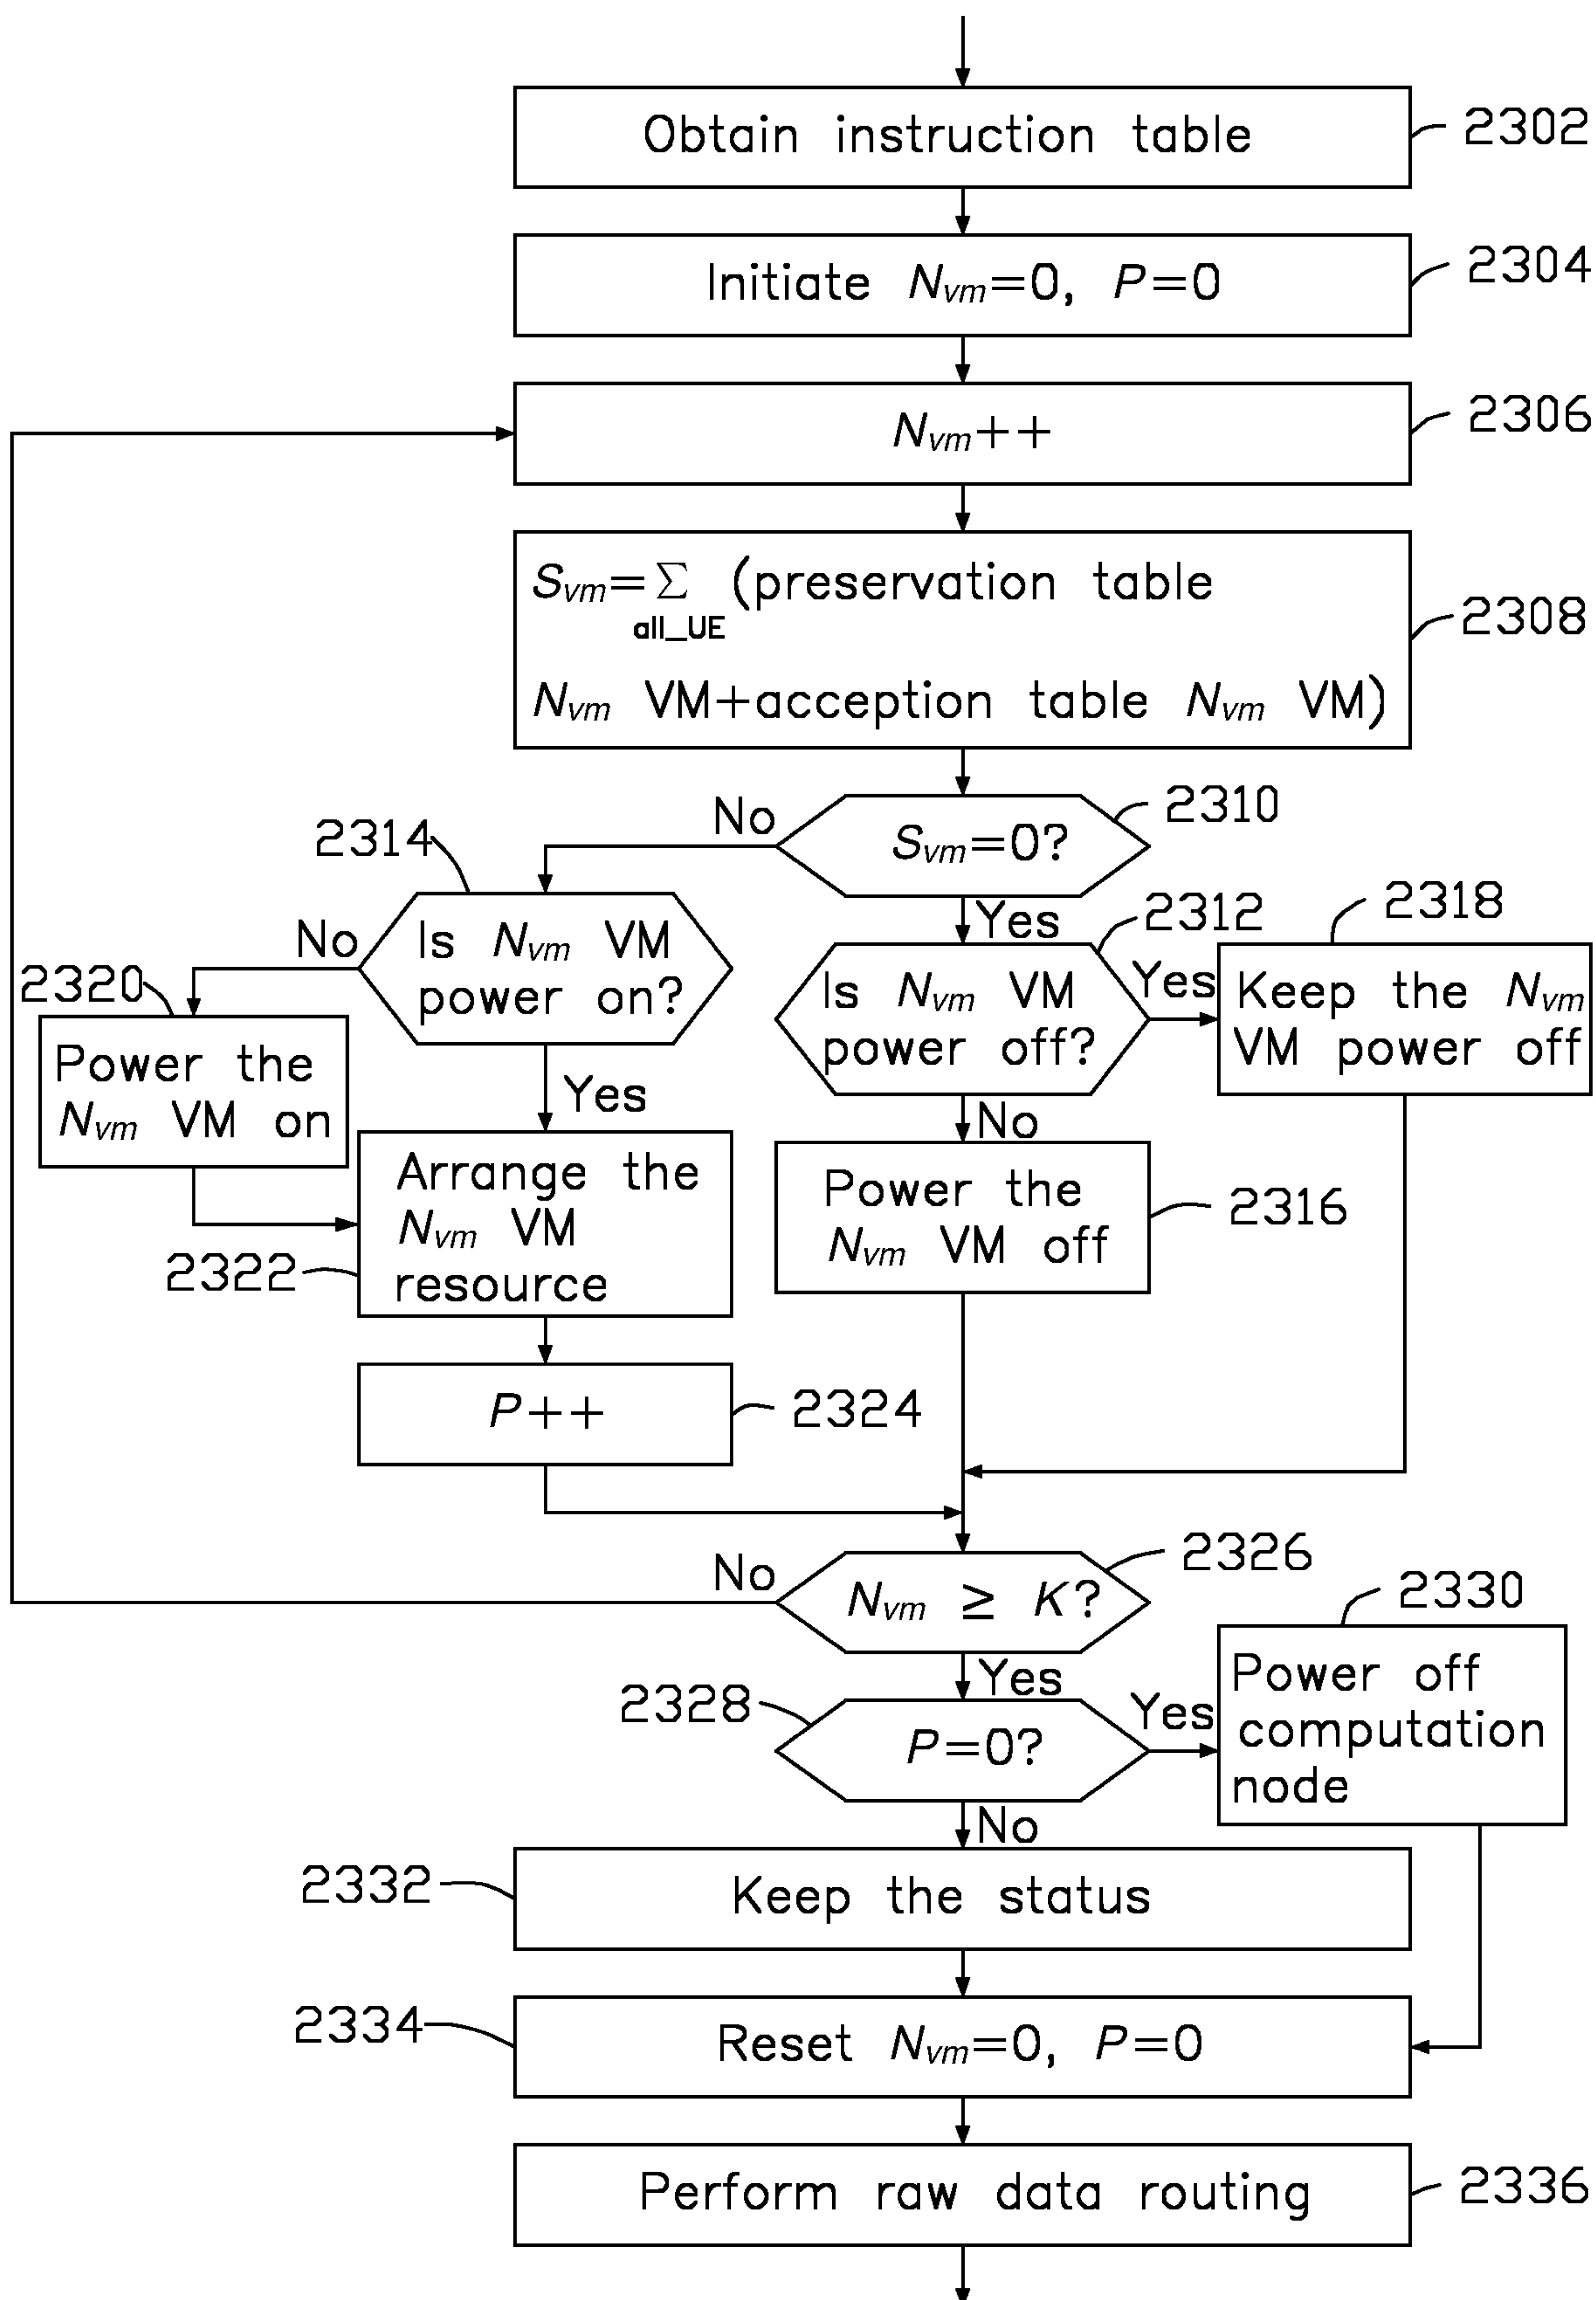 Obtain instruction table
2302
Initiate Nvm=0, P=0
2304
Nvm++
2306
Svm=∑ (preservation table
all_UE
Nvm VM+acception table Nvm VM)
2308
Svm=0?
2310
No
Yes
2314
Is Nvm VM
power on?
No
Yes
2312
Is Nvm VM
power off?
Yes
No
2318
Keep the Nvm
VM power off
2320
Power the
Nvm VM on
Arrange the
Nvm VM
resource
2322
Power the
Nvm VM off
2316
P++
2324
Nvm ≥ K?
2326
No
Yes
2328
P=0?
Yes
No
2330
Power off
computation
node
2332
Keep the status
2334
Reset Nvm=0, P=0
Perform raw data routing
2336